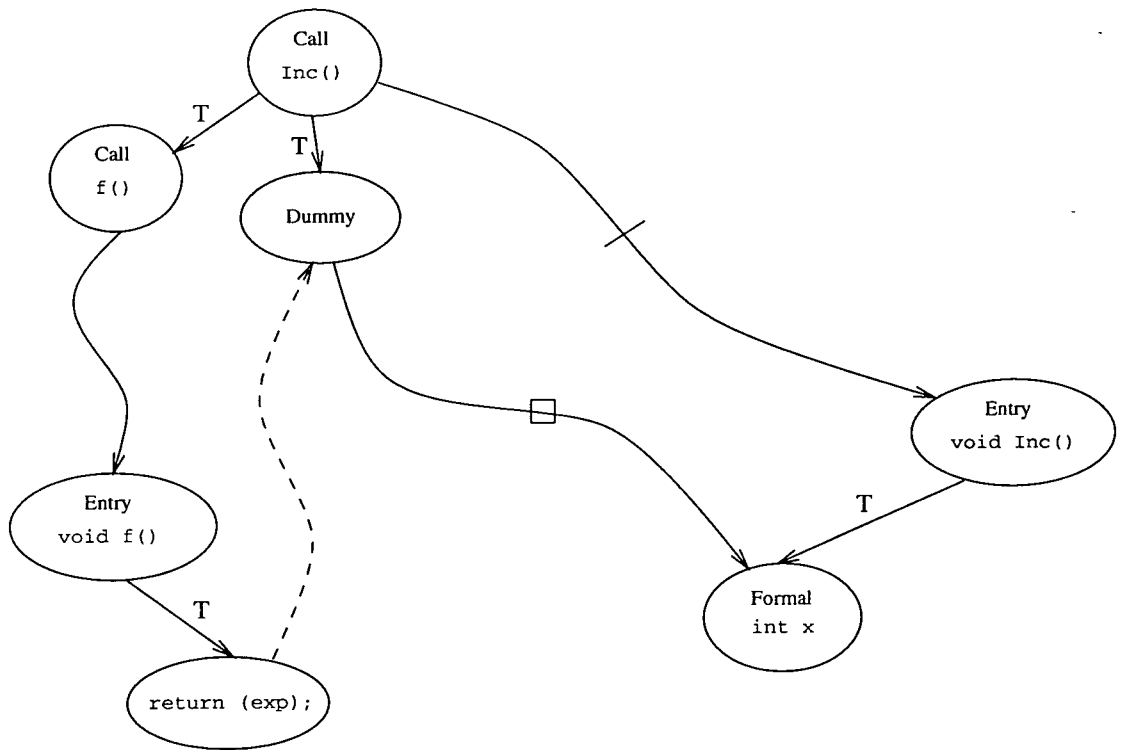 Call
Inc()
T
T
Call
f()
Dummy
Entry
void Inc()
Entry
void f()
T
T
Formal
int x
return (exp);